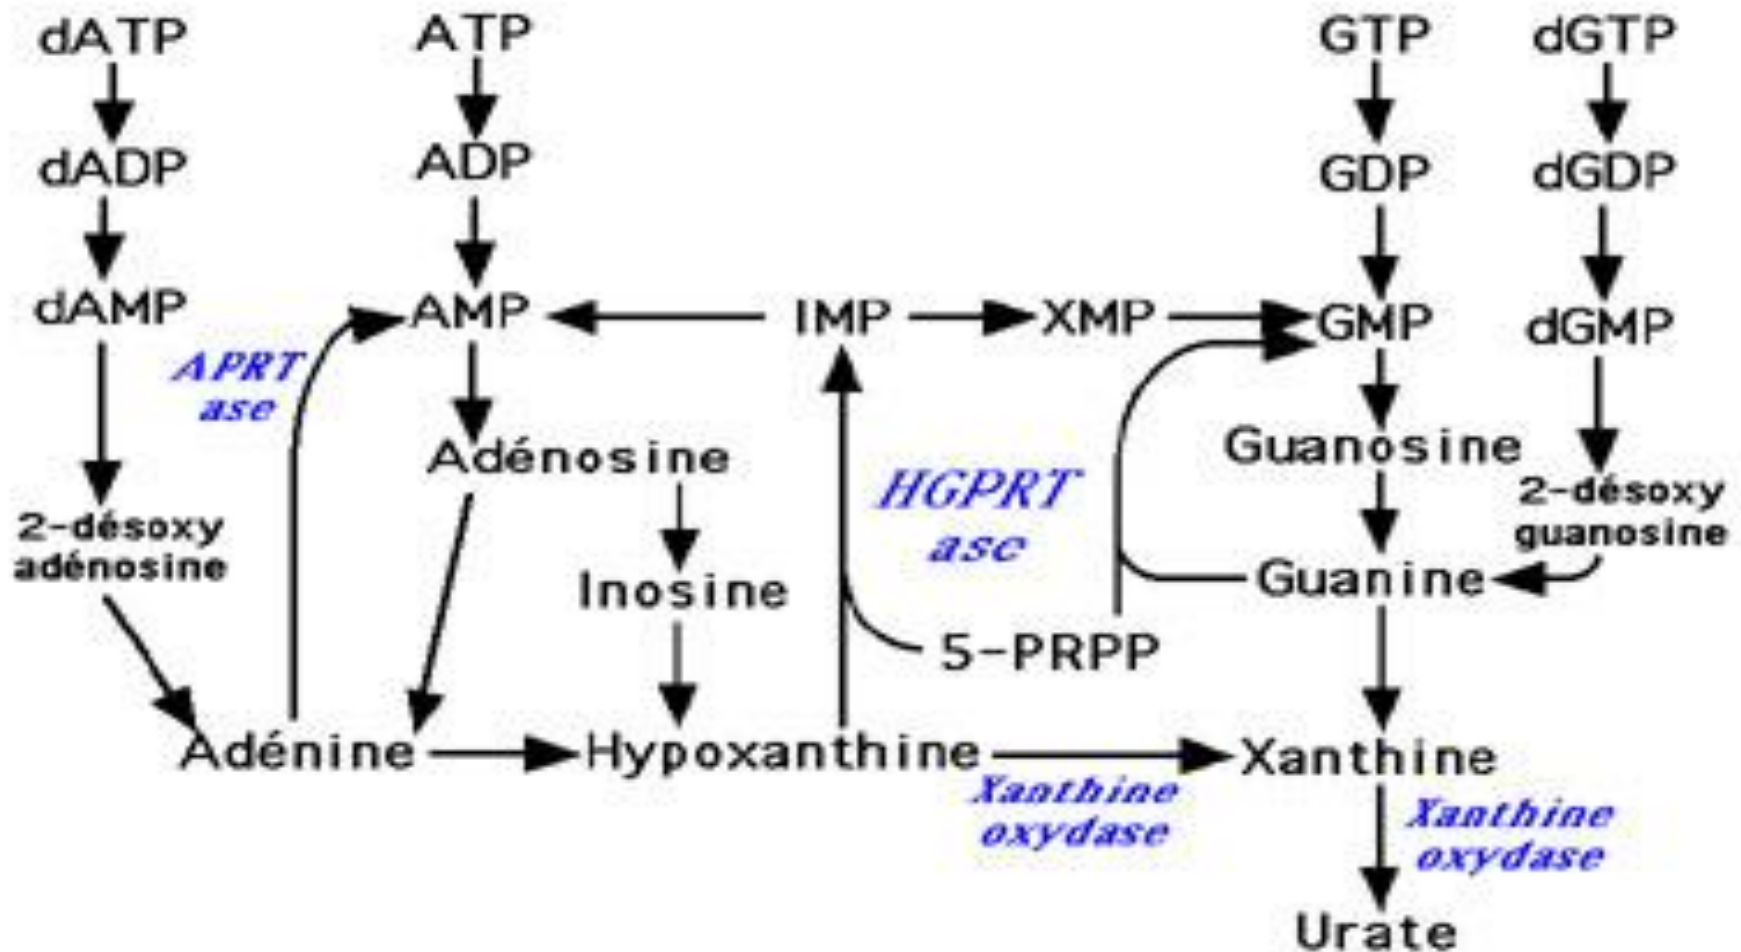 dATP
ATP
GTP
dGTP
dADP
ADP
GDP
dGDP
dAMP
AMP
IMP
XMP
GMP
dGMP
APRT
ase
Adénosine
Guanosine
HGPRT
ase
2-désoxy
guanosine
2-désoxy
adénosine
Inosine
Guanine
5-PRPP
Adénine
Hypoxanthine
Xanthine
Xanthine
oxydase
Xanthine
oxydase
Urate